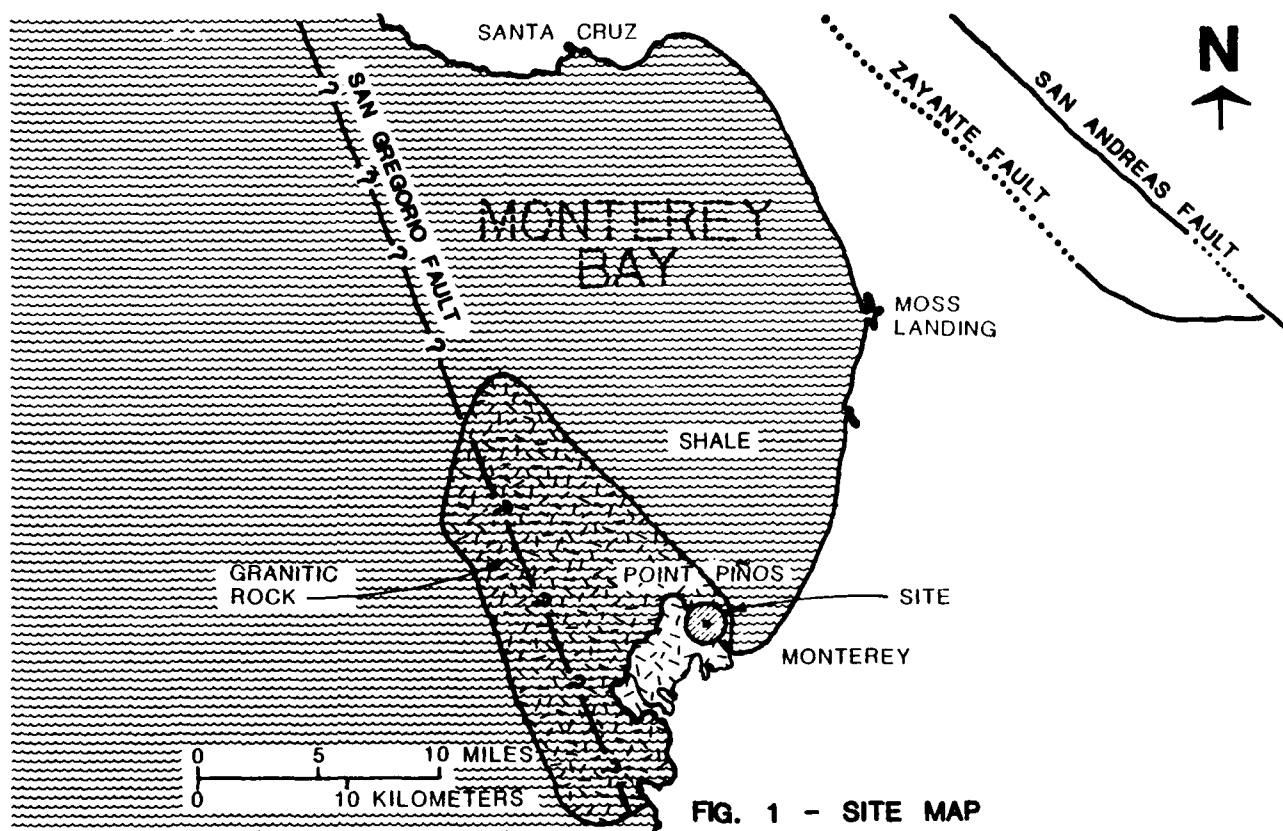 SANTA CRUZ
N
ZAYANTE FAULT
SAN ANDREAS FAULT
? SAN GREGORIO FAULT
?
?
?
MONTEREY
BAY
MOSS
LANDING
SHALE
GRANITIC
ROCK
POINT PIÑOS
SITE
MONTEREY
0 5 10 MILES
0 10 KILOMETERS
FIG. 1 - SITE MAP